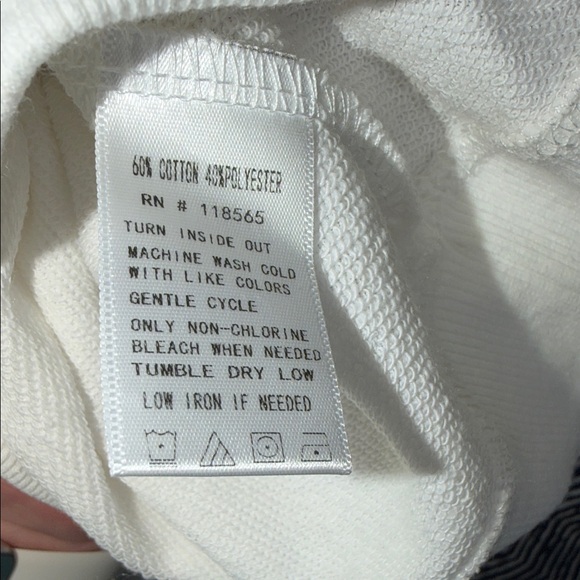 60% COTTON 40%POLYESTER
RN # 118565
TURN INSIDE OUT
MACHINE WASH COLD
WITH LIKE COLORS
GENTLE CYCLE
ONLY NON-CHLORINE
BLEACH WHEN NEEDED
TUMBLE DRY LOW
LOW IRON IF NEEDED